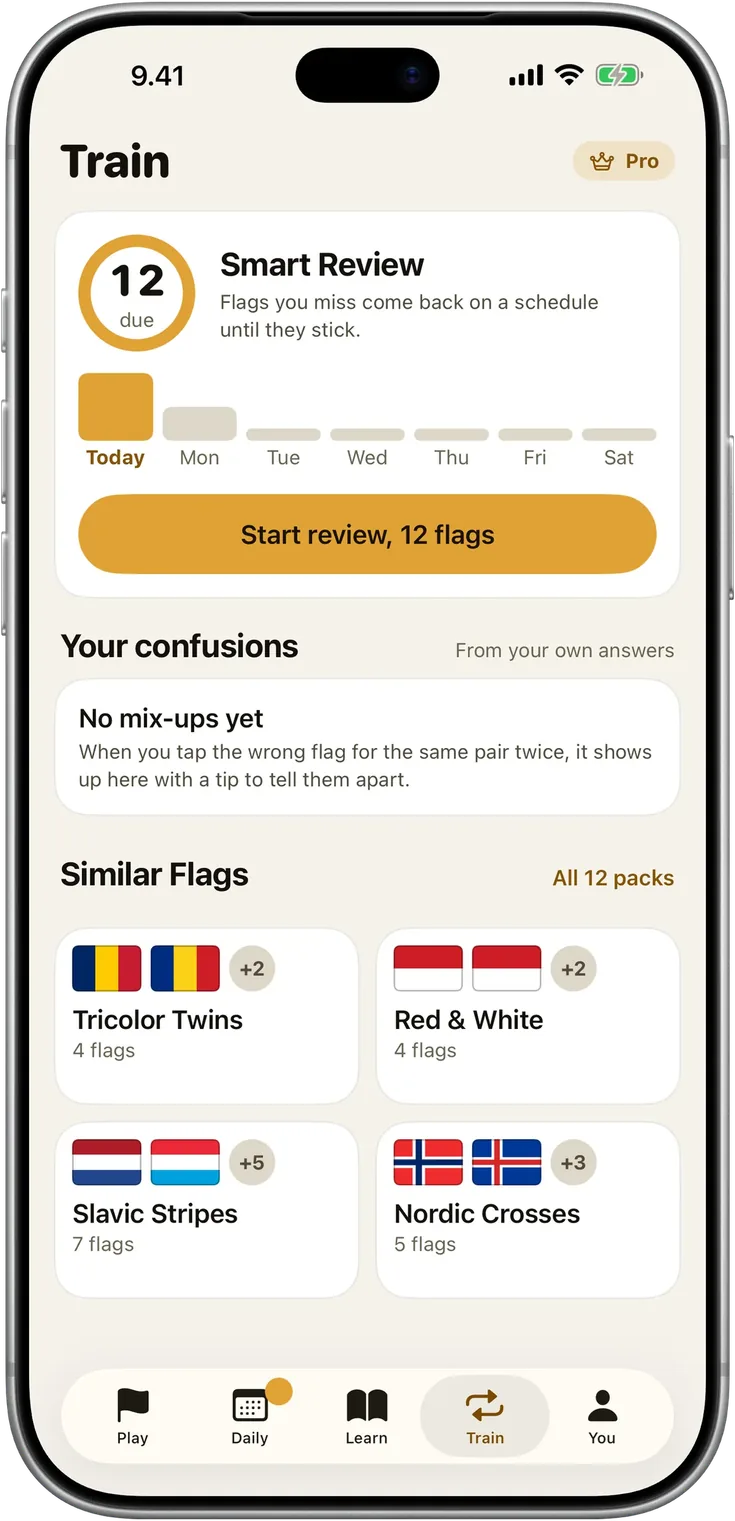 9.41
Train
Pro
12
due
Smart Review
Flags you miss come back on a schedule
until they stick.
Today Mon Tue Wed Thu Fri Sat
Start review, 12 flags
Your confusions
From your own answers
No mix-ups yet
When you tap the wrong flag for the same pair twice, it shows
up here with a tip to tell them apart.
Similar Flags
All 12 packs
+2
Tricolor Twins
4 flags
+2
Red & White
4 flags
+5
Slavic Stripes
7 flags
+3
Nordic Crosses
5 flags
Play Daily Learn Train You